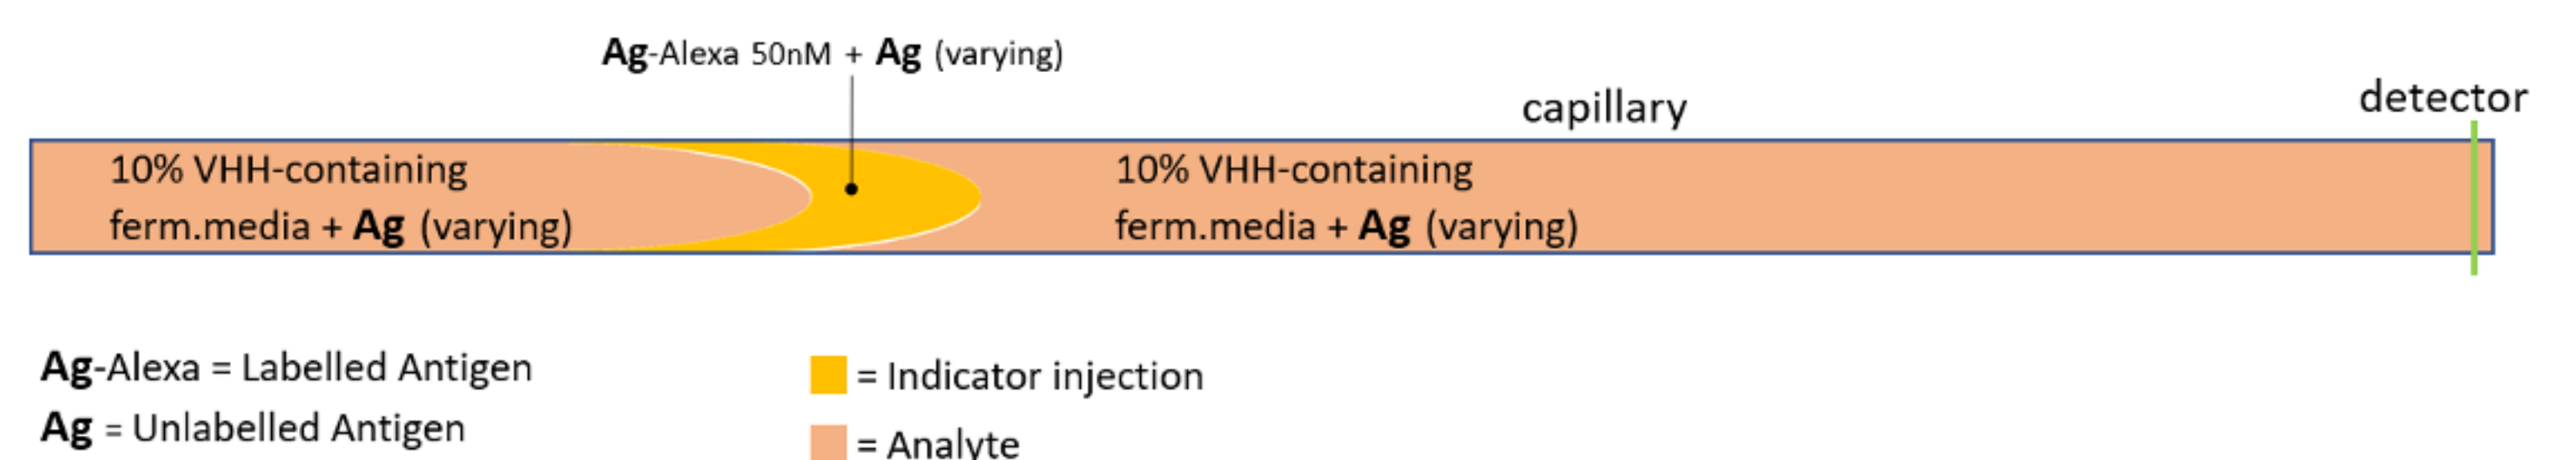 Ag-Alexa 50nM + Ag (varying)
capillary
detector
10% VHH-containing
ferm.media + Ag (varying)
10% VHH-containing
ferm.media + Ag (varying)
Ag-Alexa = Labelled Antigen
Ag = Unlabelled Antigen
= Indicator injection
= Analyte